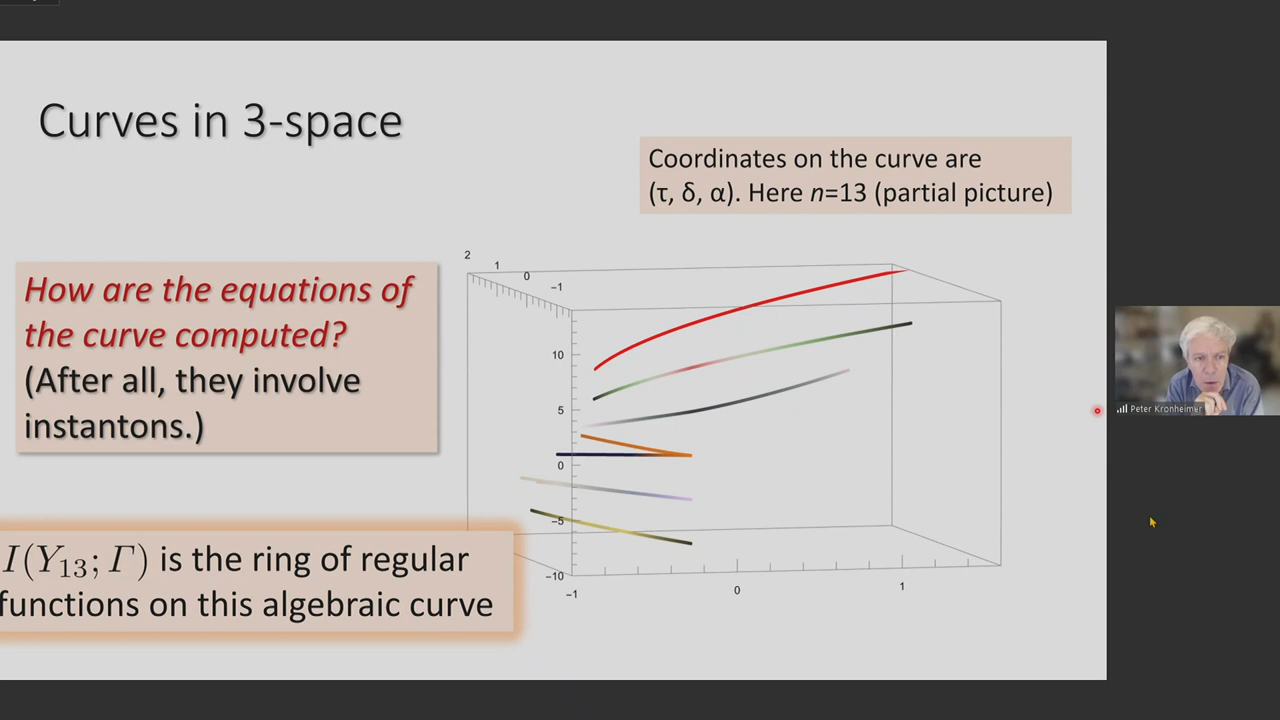 Curves in 3-space
Coordinates on the curve are
(τ, δ, α). Here n=13 (partial picture)
How are the equations of
the curve computed?
(After all, they involve
instantons.)
2
1
0
−1
10
5
0
−5
−10
−1
0
1
I(Y₁₃; Γ) is the ring of regular
functions on this algebraic curve
Peter Kronheimer